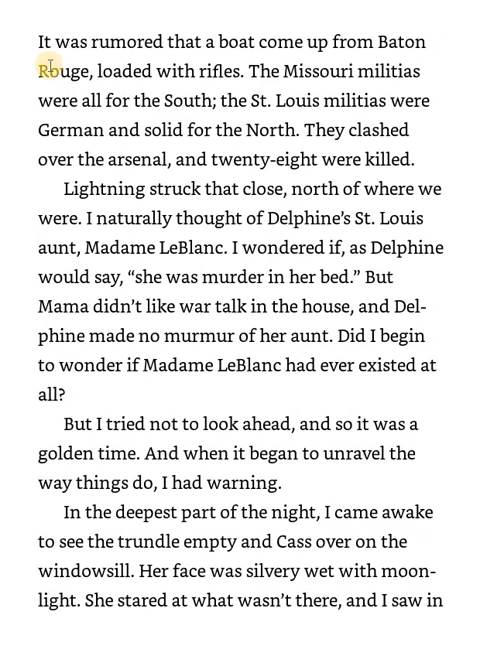 It was rumored that a boat come up from Baton
Rouge, loaded with rifles. The Missouri militias
were all for the South; the St. Louis militias were
German and solid for the North. They clashed
over the arsenal, and twenty-eight were killed.
Lightning struck that close, north of where we
were. I naturally thought of Delphine’s St. Louis
aunt, Madame LeBlanc. I wondered if, as Delphine
would say, “she was murder in her bed.” But
Mama didn’t like war talk in the house, and Del-
phine made no murmur of her aunt. Did I begin
to wonder if Madame LeBlanc had ever existed at
all?
But I tried not to look ahead, and so it was a
golden time. And when it began to unravel the
way things do, I had warning.
In the deepest part of the night, I came awake
to see the trundle empty and Cass over on the
windowsill. Her face was silvery wet with moon-
light. She stared at what wasn’t there, and I saw in